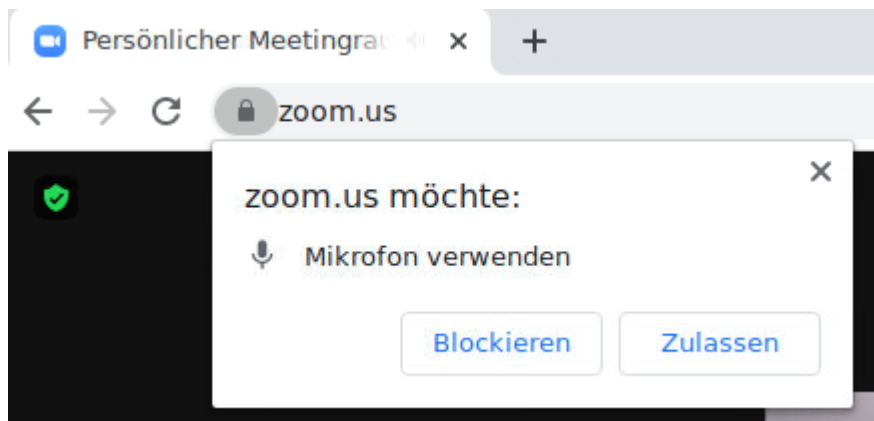 Persönlicher Meetingrau
zoom.us
zoom.us möchte:
Mikrofon verwenden
Blockieren Zulassen